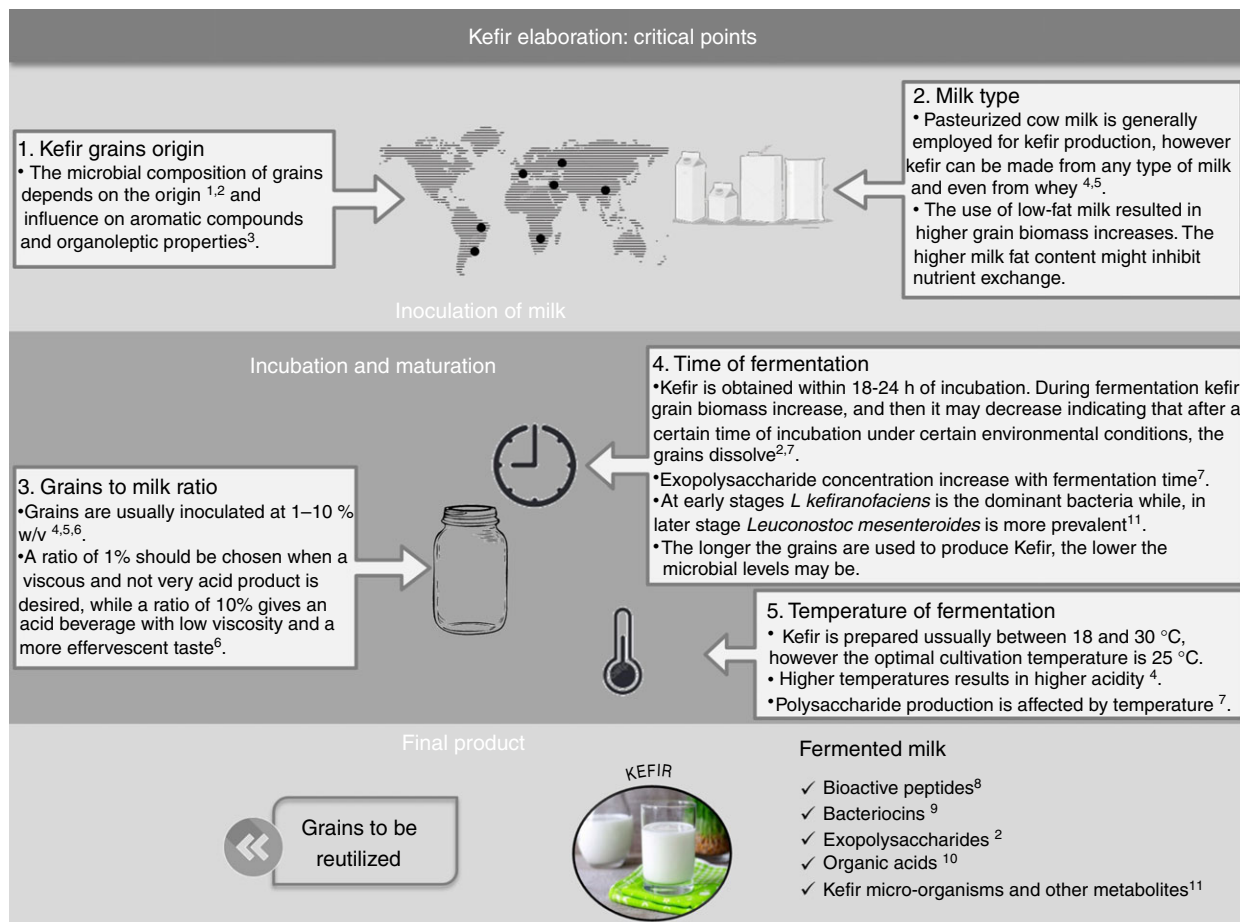 Kefir elaboration: critical points
1. Kefir grains origin
• The microbial composition of grains
depends on the origin 1,2 and
influence on aromatic compounds
and organoleptic properties3.
2. Milk type
• Pasteurized cow milk is generally
employed for kefir production, however
kefir can be made from any type of milk
and even from whey 4,5.
• The use of low-fat milk resulted in
higher grain biomass increases. The
higher milk fat content might inhibit
nutrient exchange.
Inoculation of milk
Incubation and maturation
3. Grains to milk ratio
•Grains are usually inoculated at 1–10 %
w/v 4,5,6.
•A ratio of 1% should be chosen when a
viscous and not very acid product is
desired, while a ratio of 10% gives an
acid beverage with low viscosity and a
more effervescent taste6.
4. Time of fermentation
•Kefir is obtained within 18-24 h of incubation. During fermentation kefir
grain biomass increase, and then it may decrease indicating that after a
certain time of incubation under certain environmental conditions, the
grains dissolve2,7.
•Exopolysaccharide concentration increase with fermentation time7.
•At early stages L kefiranofaciens is the dominant bacteria while, in
later stage Leuconostoc mesenteroides is more prevalent11.
•The longer the grains are used to produce Kefir, the lower the
microbial levels may be.
5. Temperature of fermentation
• Kefir is prepared ussually between 18 and 30 °C,
however the optimal cultivation temperature is 25 °C.
• Higher temperatures results in higher acidity 4.
•Polysaccharide production is affected by temperature 7.
Final product
Grains to be
reutilized
KEFIR
Fermented milk
✓ Bioactive peptides8
✓ Bacteriocins 9
✓ Exopolysaccharides 2
✓ Organic acids 10
✓ Kefir micro-organisms and other metabolites11